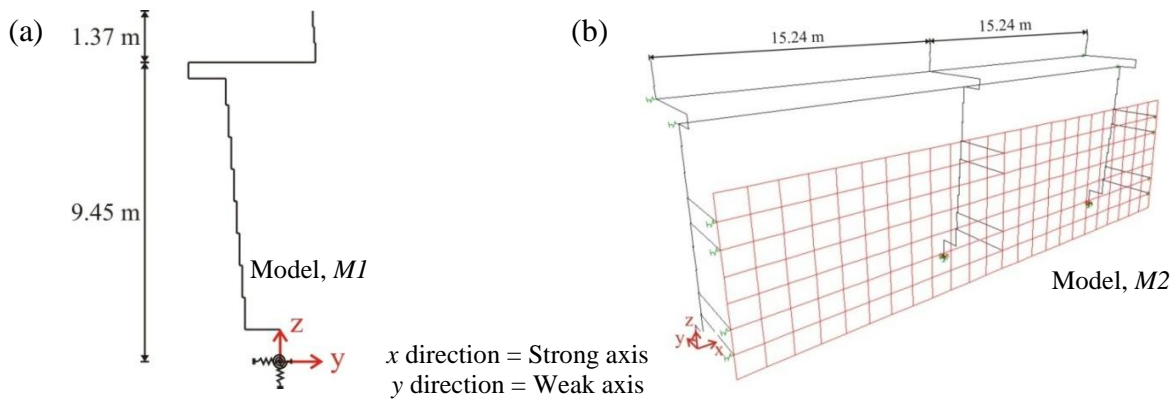 (a)
1.37 m
9.45 m
Model, M1
z
y
x direction = Strong axis
y direction = Weak axis
(b)
15.24 m
15.24 m
Model, M2
z
y
x